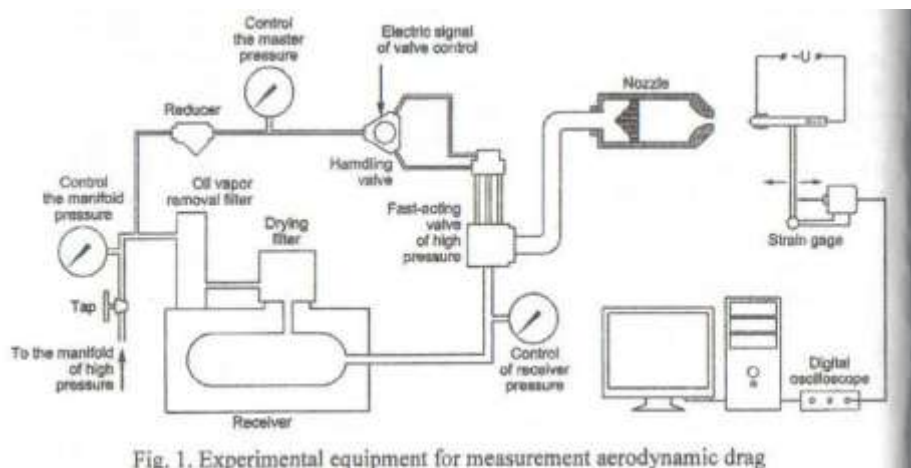 Control
the master
pressure
Electric signal
of valve control
Nozzle
~U
Reducer
Hamdling
valve
Control
the manifold
pressure
Oil vapor
removal filter
Drying
filter
Fast-acting
valve
of high
pressure
Strain gage
Tap
To the manifold
of high
pressure
Receiver
Control
of receiver
pressure
Digital
oscilloscope
Fig. 1. Experimental equipment for measurement aerodynamic drag